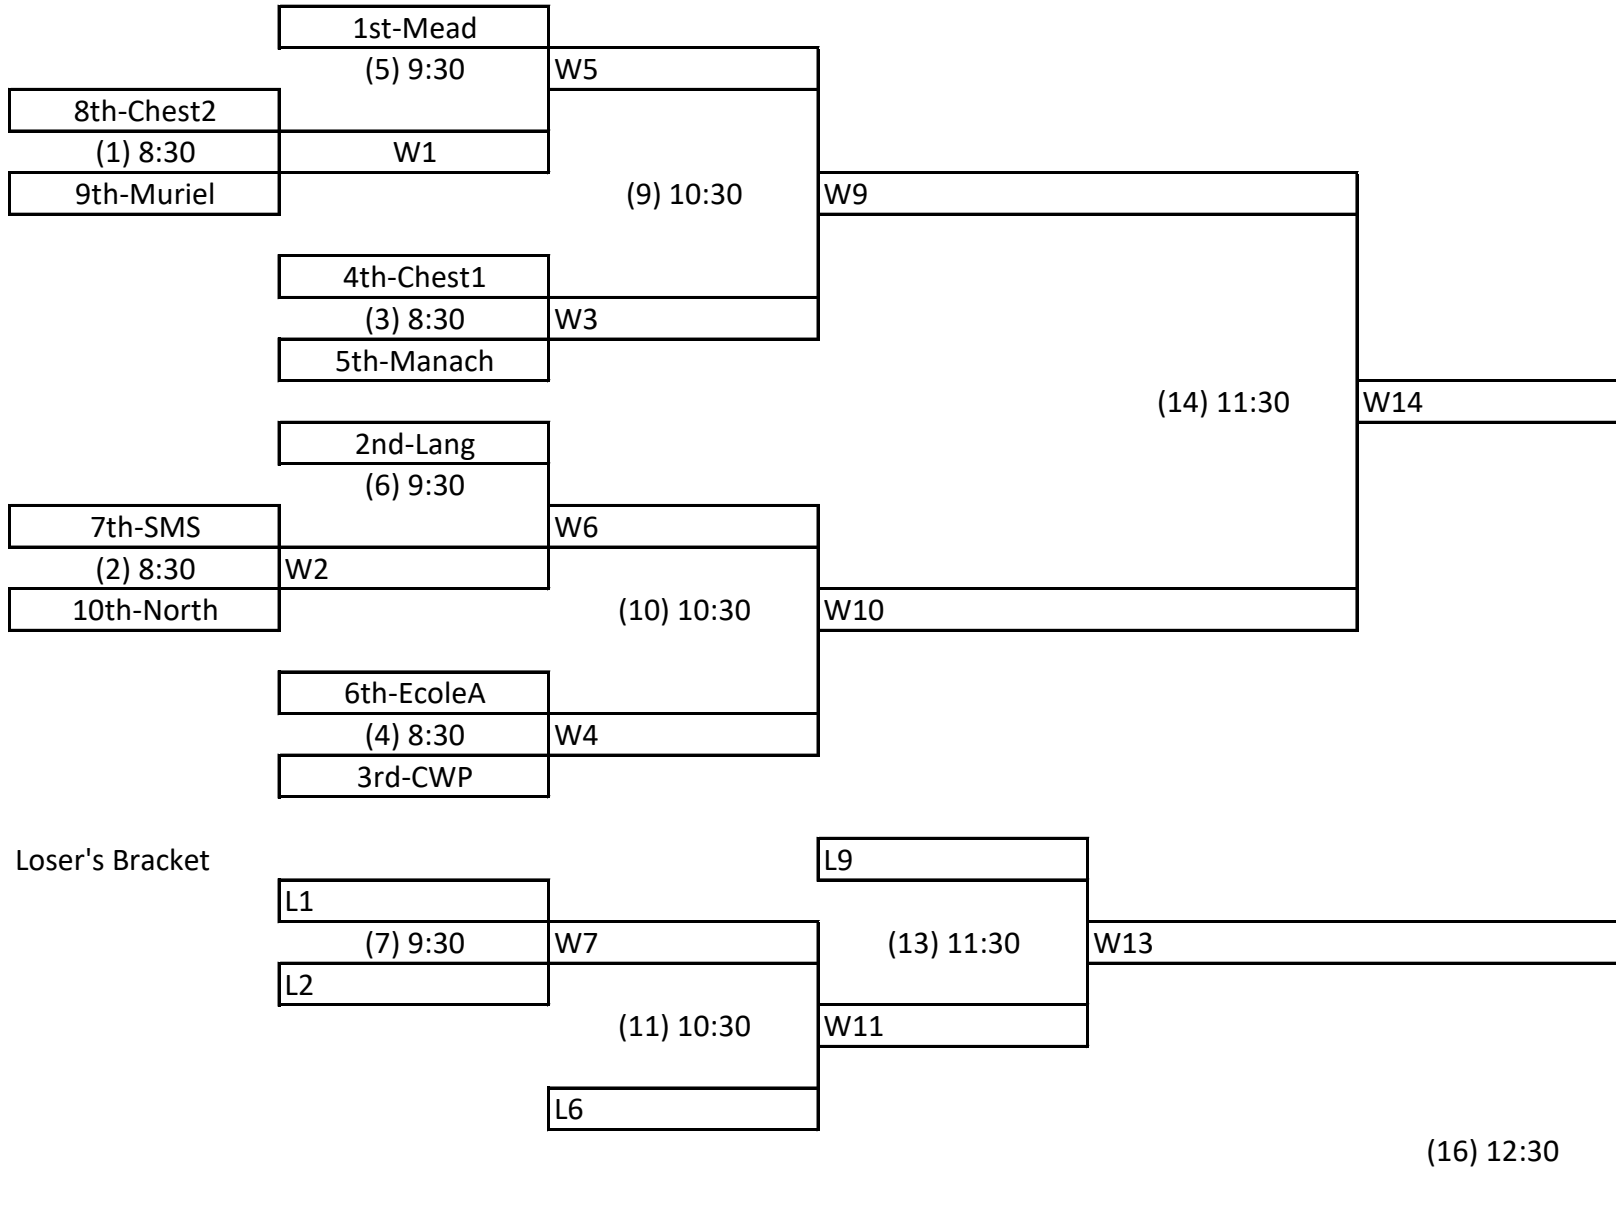 1st-Mead
(5) 9:30
W5
8th-Chest2
(1) 8:30
W1
9th-Muriel
(9) 10:30
W9
4th-Chest1
(3) 8:30
W3
5th-Manach
(14) 11:30
W14
2nd-Lang
(6) 9:30
7th-SMS
W6
(2) 8:30
W2
10th-North
(10) 10:30
W10
6th-EcoleA
(4) 8:30
W4
3rd-CWP
Loser's Bracket
L9
L1
(7) 9:30
W7
(13) 11:30
W13
L2
(11) 10:30
W11
L6
(16) 12:30